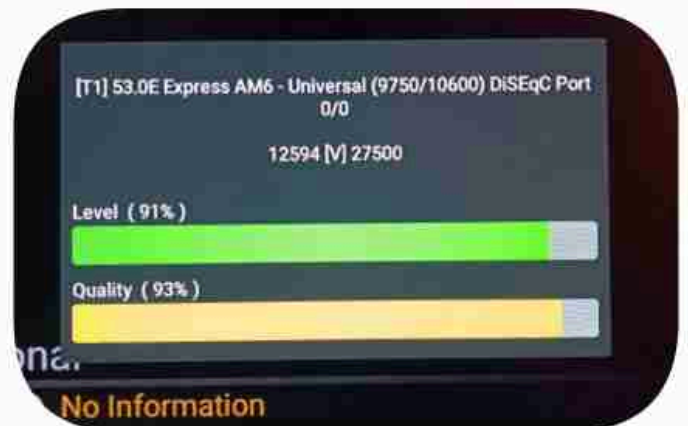 [T1] 53.0E Express AM6 - Universal (9750/10600) DiSEqC Port
0/0
12594 [V] 27500
Level ( 91% )
Quality ( 93% )
No Information